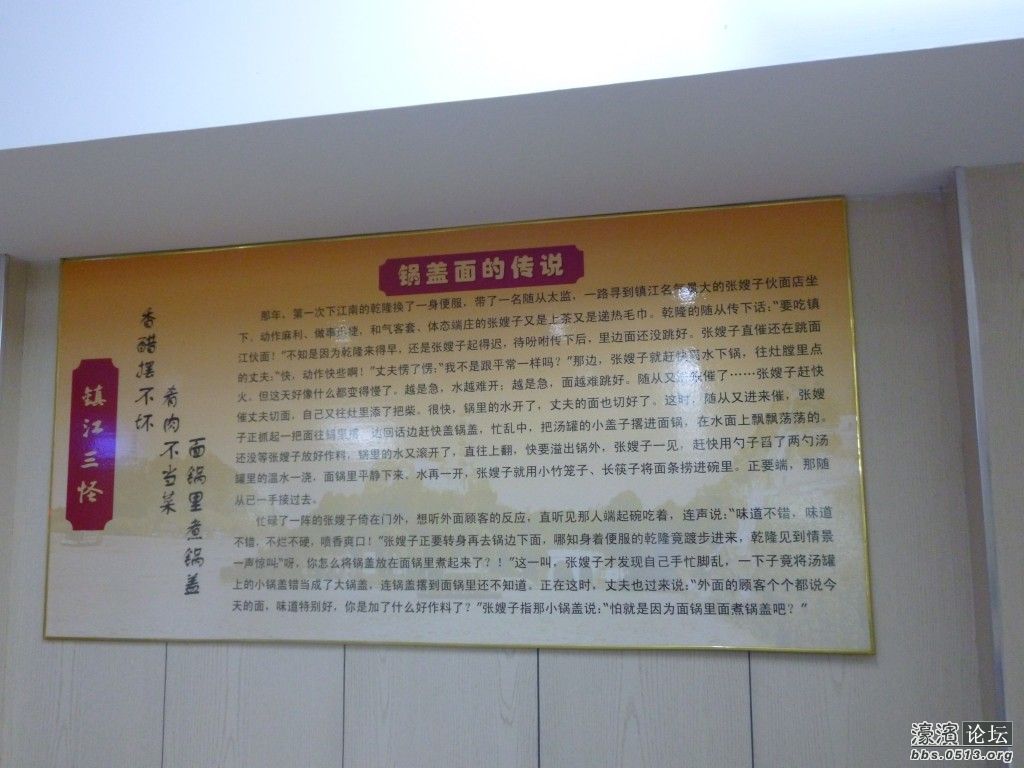 锅盖面的传说
镇江三怪
香醋摆不坏
肴肉不当菜
面锅里煮锅盖
那年，第一次下江南的乾隆换了一身便服，带了一名随从太监，一路寻到镇江名气最大的张嫂子伙面店坐
下。动作麻利、做事迅捷，和气客套、体态端庄的张嫂子又是上茶又是递热毛巾。乾隆的随从传下话：“要吃镇
江伙面！”不知是因为乾隆来得早，还是张嫂子起得迟，待吩咐传下后，里边面还没跳好。张嫂子直催还在跳面
的丈夫：“快，动作快些啊！”丈夫愣了愣：“我不是跟平常一样吗？”那边，张嫂子就赶快舀水下锅，往灶膛里点
火。但这天好像什么都变得慢了。越是急，水越难开；越是急，面越难跳好。随从又来催了……张嫂子赶快
催丈夫切面，自己又往灶里添了把柴。很快，锅里的水开了，丈夫的面也切好了。这时，随从又进来催，张嫂
子正抓起一把面往锅里撂，边回话边赶快盖锅盖，忙乱中，把汤罐的小盖子撂进面锅，在水面上飘飘荡荡的。
还没等张嫂子放好作料，锅里的水又滚开了，直往上翻，快要溢出锅外，张嫂子一见，赶快用勺子舀了两勺汤
罐里的温水一浇，面锅里平静下来、水再一开，张嫂子就用小竹笼子、长筷子将面条捞进碗里。正要端，那随
从已一手接过去。
忙碌了一阵的张嫂子倚在门外，想听外面顾客的反应，直听见那人端起碗吃着，连声说：“味道不错，味道
不错，不烂不硬，喷香爽口！”张嫂子正要转身再去锅边下面，哪知身着便服的乾隆竟踱步进来，乾隆见到情景
一声惊叫：“呀，你怎么将锅盖放在面锅里煮起来了？！”这一叫，张嫂子才发现自己手忙脚乱，一下子竟将汤罐
上的小锅盖错当成了大锅盖，连锅盖摆到面锅里还不知道。正在这时，丈夫也过来说：“外面的顾客个个都说今
天的面，味道特别好，你是加了什么好作料了？”张嫂子指那小锅盖说：“怕就是因为面锅里面煮锅盖吧？”
濠滨论坛
bbs.0513.org